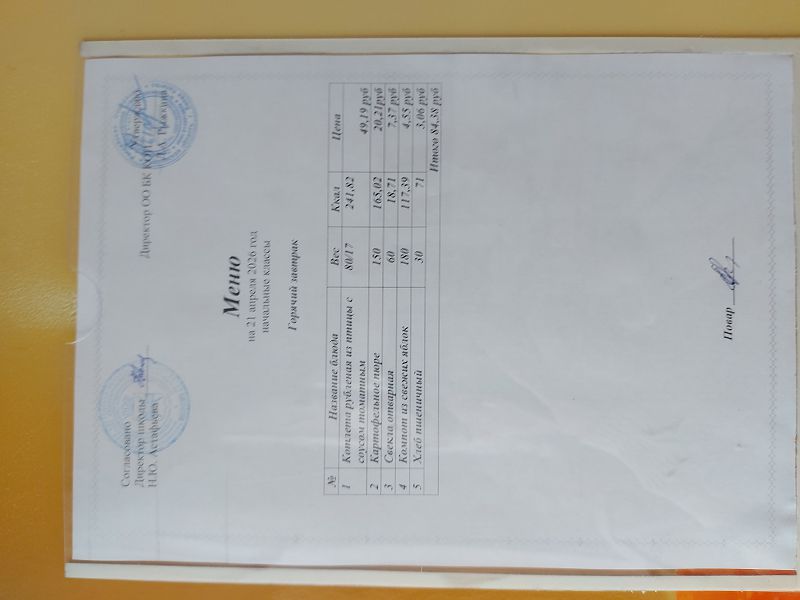 Согласовано
Директор школы
Н.Ю. Астафьева
Утверждаю
Директор ОО БК КОП
Л.А. Рыжкин
Меню
на 21 апреля 2026 год
начальные классы
Горячий завтрак
№ Название блюда Вес Ккал Цена
1 Котлета рубленая из птицы с соусом томатным 80/17 241,82 49,19 руб
2 Картофельное пюре 150 165,02 20,21руб
3 Свекла отварная 60 18,71 7,37 руб
4 Компот из свежих яблок 180 117,39 4,55 руб
5 Хлеб пшеничный 30 71 3,06 руб
Итого 84,38 руб
Повар